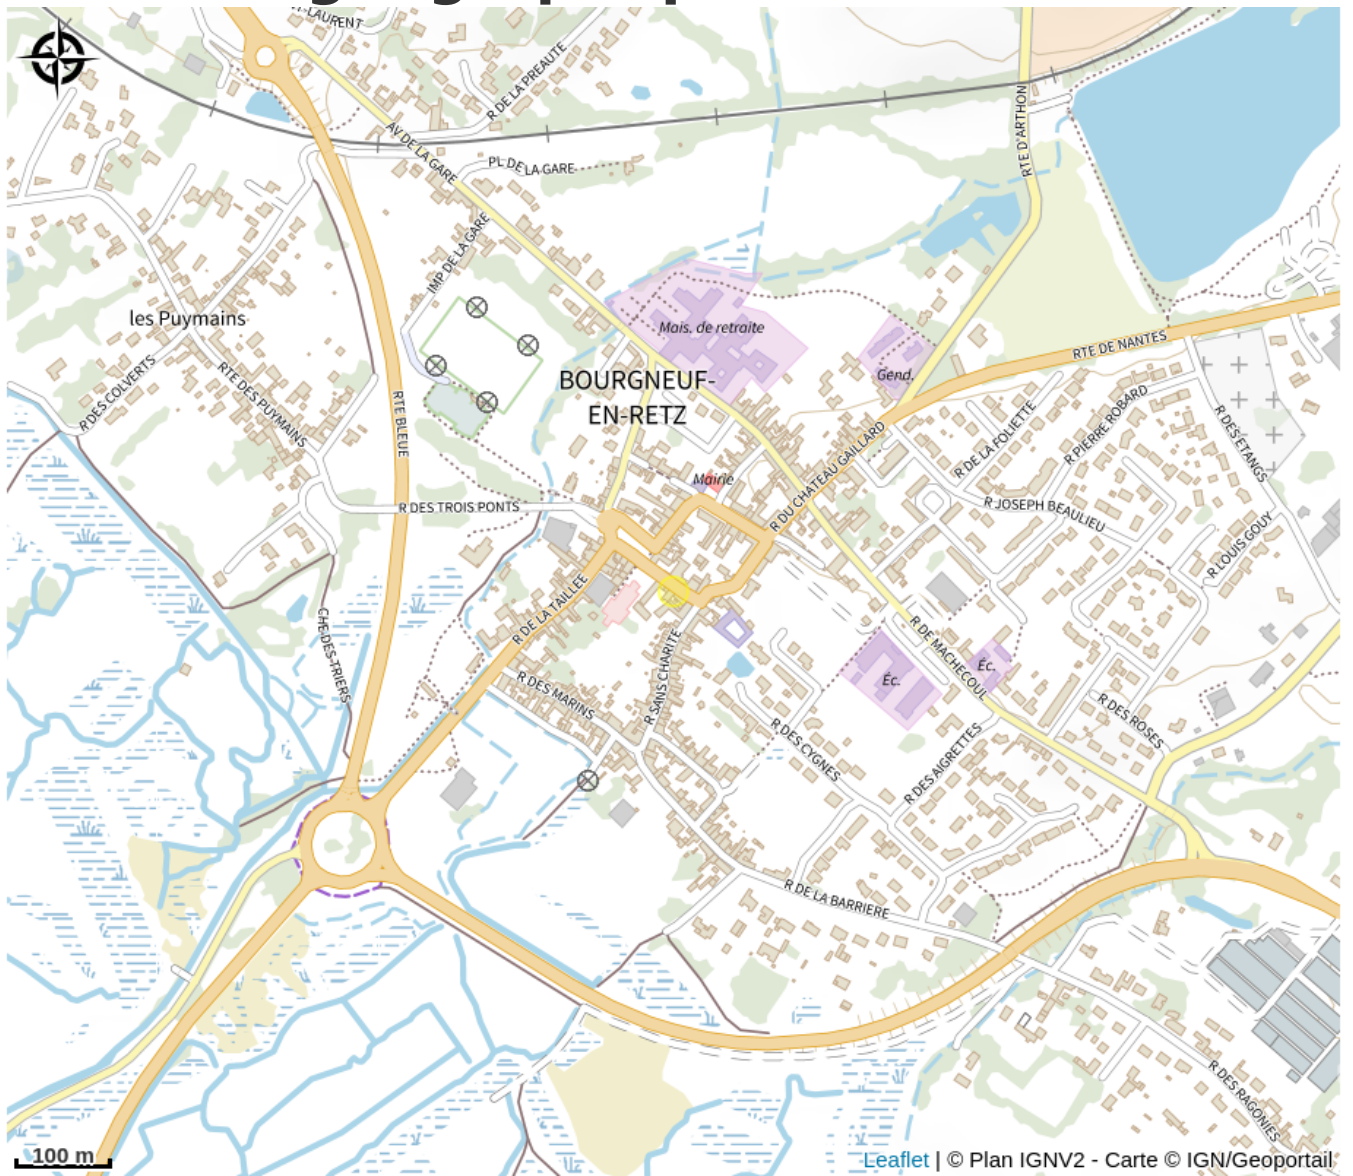 T-LAURENT
R DE LA PREAUTE
AV DE LA GARE
PL DE LA GARE
RTE D'ARTHON
IMP DE LA GARE
les Puymains
Mais. de retraite
RTE DE NANTES
Gend.
BOURGNEUF-
EN-RETZ
R DES COLVERTS
RTE DES PUYMAINS
RTE BLEUE
R DE LA FOLIETTE
R PIERRE ROBARD
R DES ETANGS
R DU CHATEAU GAILLARD
Mairie
R DES TROIS PONTS
R JOSEPH BEAULIEU
R LOUIS GOUY
R DE LA TAILLEE
CHE DES TRIERS
R DE MACHECOUL
R SANS CHARITE
R DES MARINS
Éc.
Éc.
R DES ROSES
R DES CYGNES
R DES AIGRETTES
R DE LA BARRIERE
R DES RAGONIES
100 m
Leaflet | © Plan IGNV2 - Carte © IGN/Geoportail